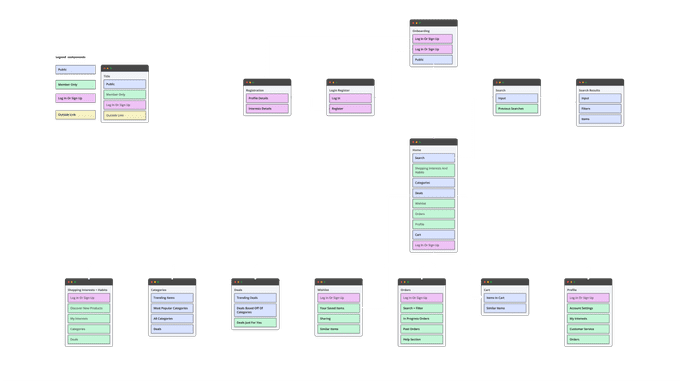 Legend Components
Public
Member Only
Log In Or Sign Up
Outside Link
Title
Public
Member Only
Log In Or Sign Up
Outside Link
Registration
Profile Details
Interests Details
Login Register
Log In
Register
Onboarding
Log In Or Sign Up
Log In Or Sign Up
Public
Search
Input
Previous Searches
Search Results
Input
Filters
Items
Home
Search
Shopping Interests And
Habits
Categories
Deals
Wishlist
Orders
Profile
Cart
Log In Or Sign Up
Shopping Interests + Habits
Log In Or Sign Up
Discover New Products
My Interests
Categories
Deals
Categories
Trending Items
Most Popular Categories
All Categories
Deals
Deals
Trending Deals
Deals Based Off Of
Categories
Deals Just For You
Wishlist
Log In Or Sign Up
Your Saved Items
Sharing
Similar Items
Orders
Log In Or Sign Up
Search + Filter
In Progress Orders
Past Orders
Help Section
Cart
Items In Cart
Similar Items
Profile
Log In Or Sign Up
Account Settings
My Interests
Customer Service
Orders